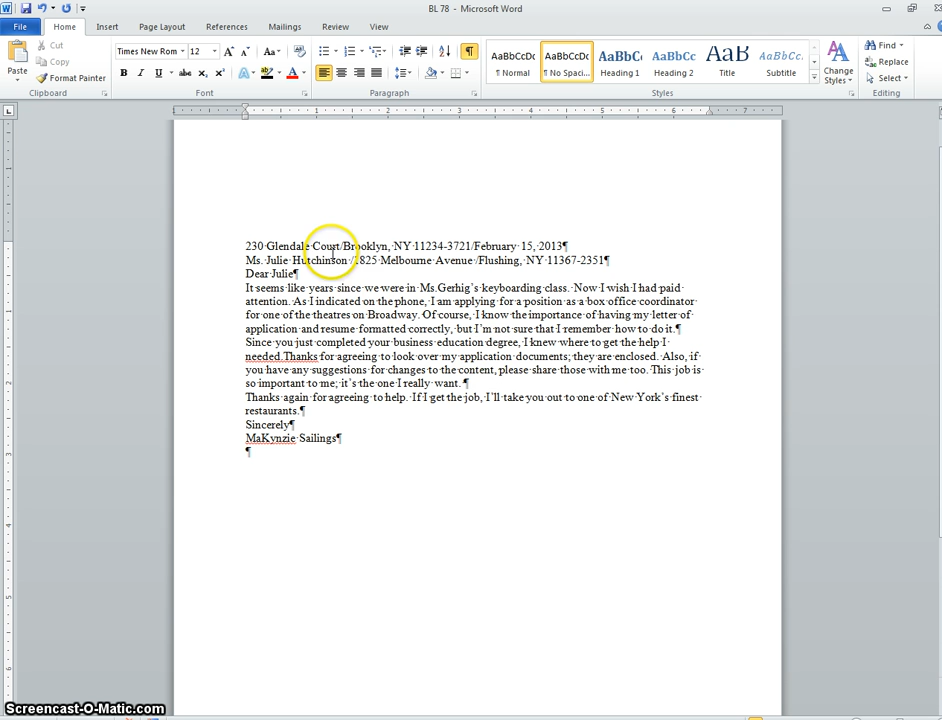 BL 78 - Microsoft Word
File Home Insert Page Layout References Mailings Review View
Paste Cut Copy Format Painter
Times New Rom 12
AaBbCcDc AaBbCcDc AaBbC AaBbCc AaB AaBbCc.
¶ Normal ¶ No Spaci... Heading 1 Heading 2 Title Subtitle
Change Styles
Find Replace Select
Clipboard Font Paragraph Styles Editing
1 2 3 4 5 6 7
230 Glendale Court/Brooklyn, NY 11234-3721/February 15, 2013¶
Ms. Julie Hutchinson /1825 Melbourne Avenue /Flushing, NY 11367-2351¶
Dear Julie¶
It seems like years since we were in Ms.Gerhig's keyboarding class. Now I wish I had paid
attention. As I indicated on the phone, I am applying for a position as a box office coordinator
for one of the theatres on Broadway. Of course, I know the importance of having my letter of
application and resume formatted correctly, but I'm not sure that I remember how to do it.¶
Since you just completed your business education degree, I knew where to get the help I
needed.Thanks for agreeing to look over my application documents; they are enclosed. Also, if
you have any suggestions for changes to the content, please share those with me too. This job is
so important to me; it's the one I really want. ¶
Thanks again for agreeing to help. If I get the job, I'll take you out to one of New York's finest
restaurants.¶
Sincerely¶
MaKynzie Sailings¶
¶
Screencast-O-Matic.com